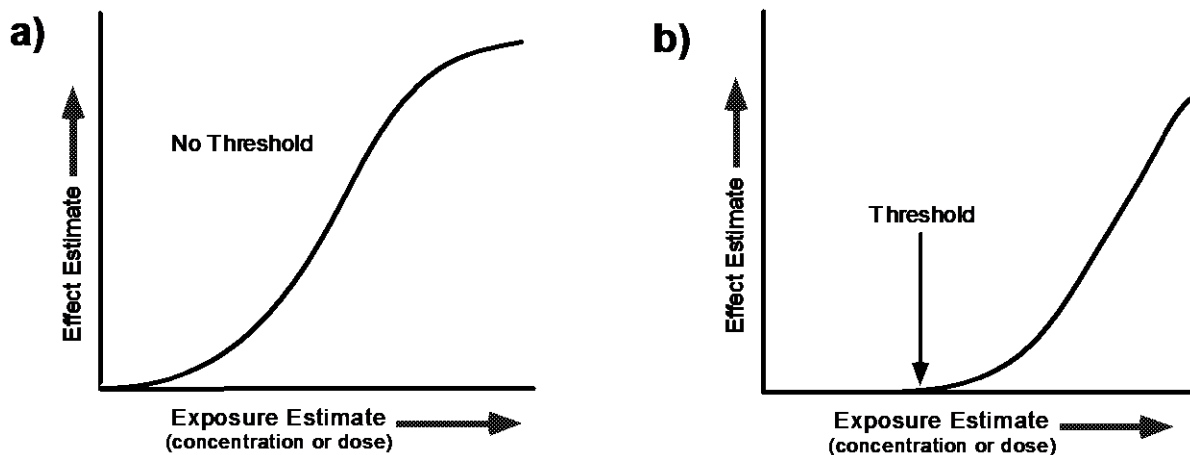 a)
No Threshold
Effect Estimate
Exposure Estimate
(concentration or dose)
b)
Threshold
Effect Estimate
Exposure Estimate
(concentration or dose)